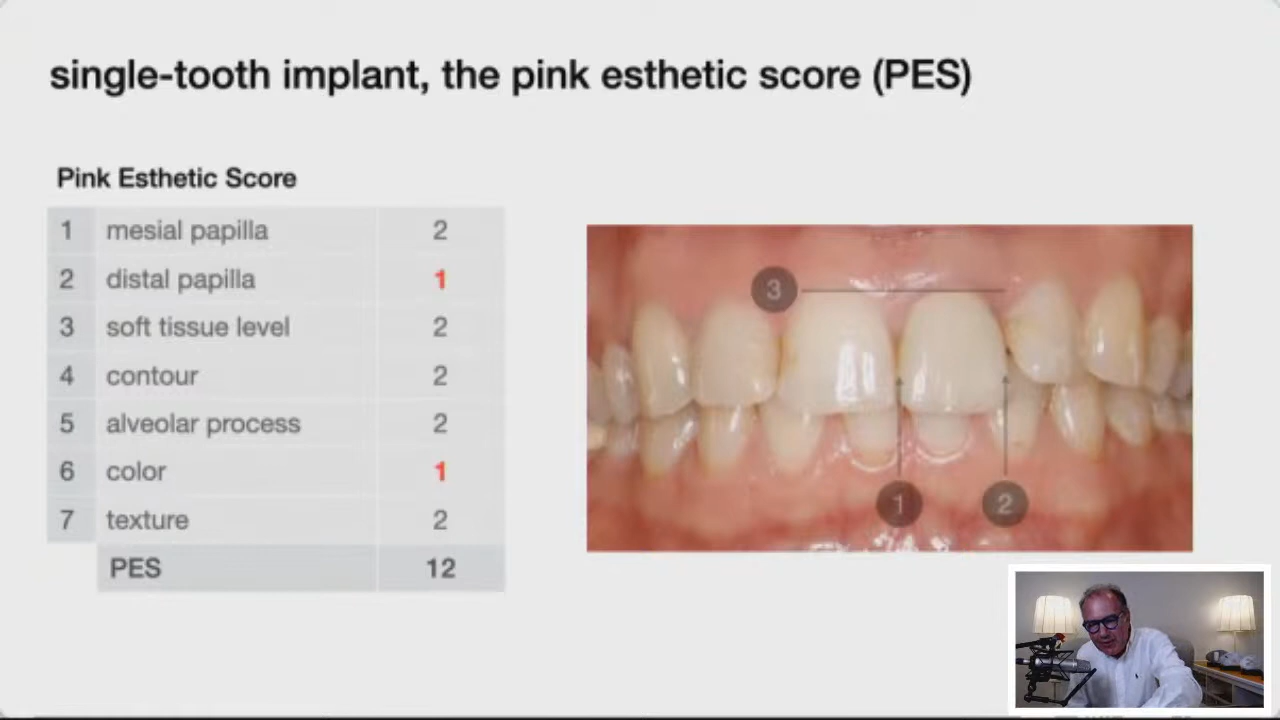 single-tooth implant, the pink esthetic score (PES)
Pink Esthetic Score
1 mesial papilla 2
2 distal papilla 1
3 soft tissue level 2
4 contour 2
5 alveolar process 2
6 color 1
7 texture 2
PES 12
3
1 2